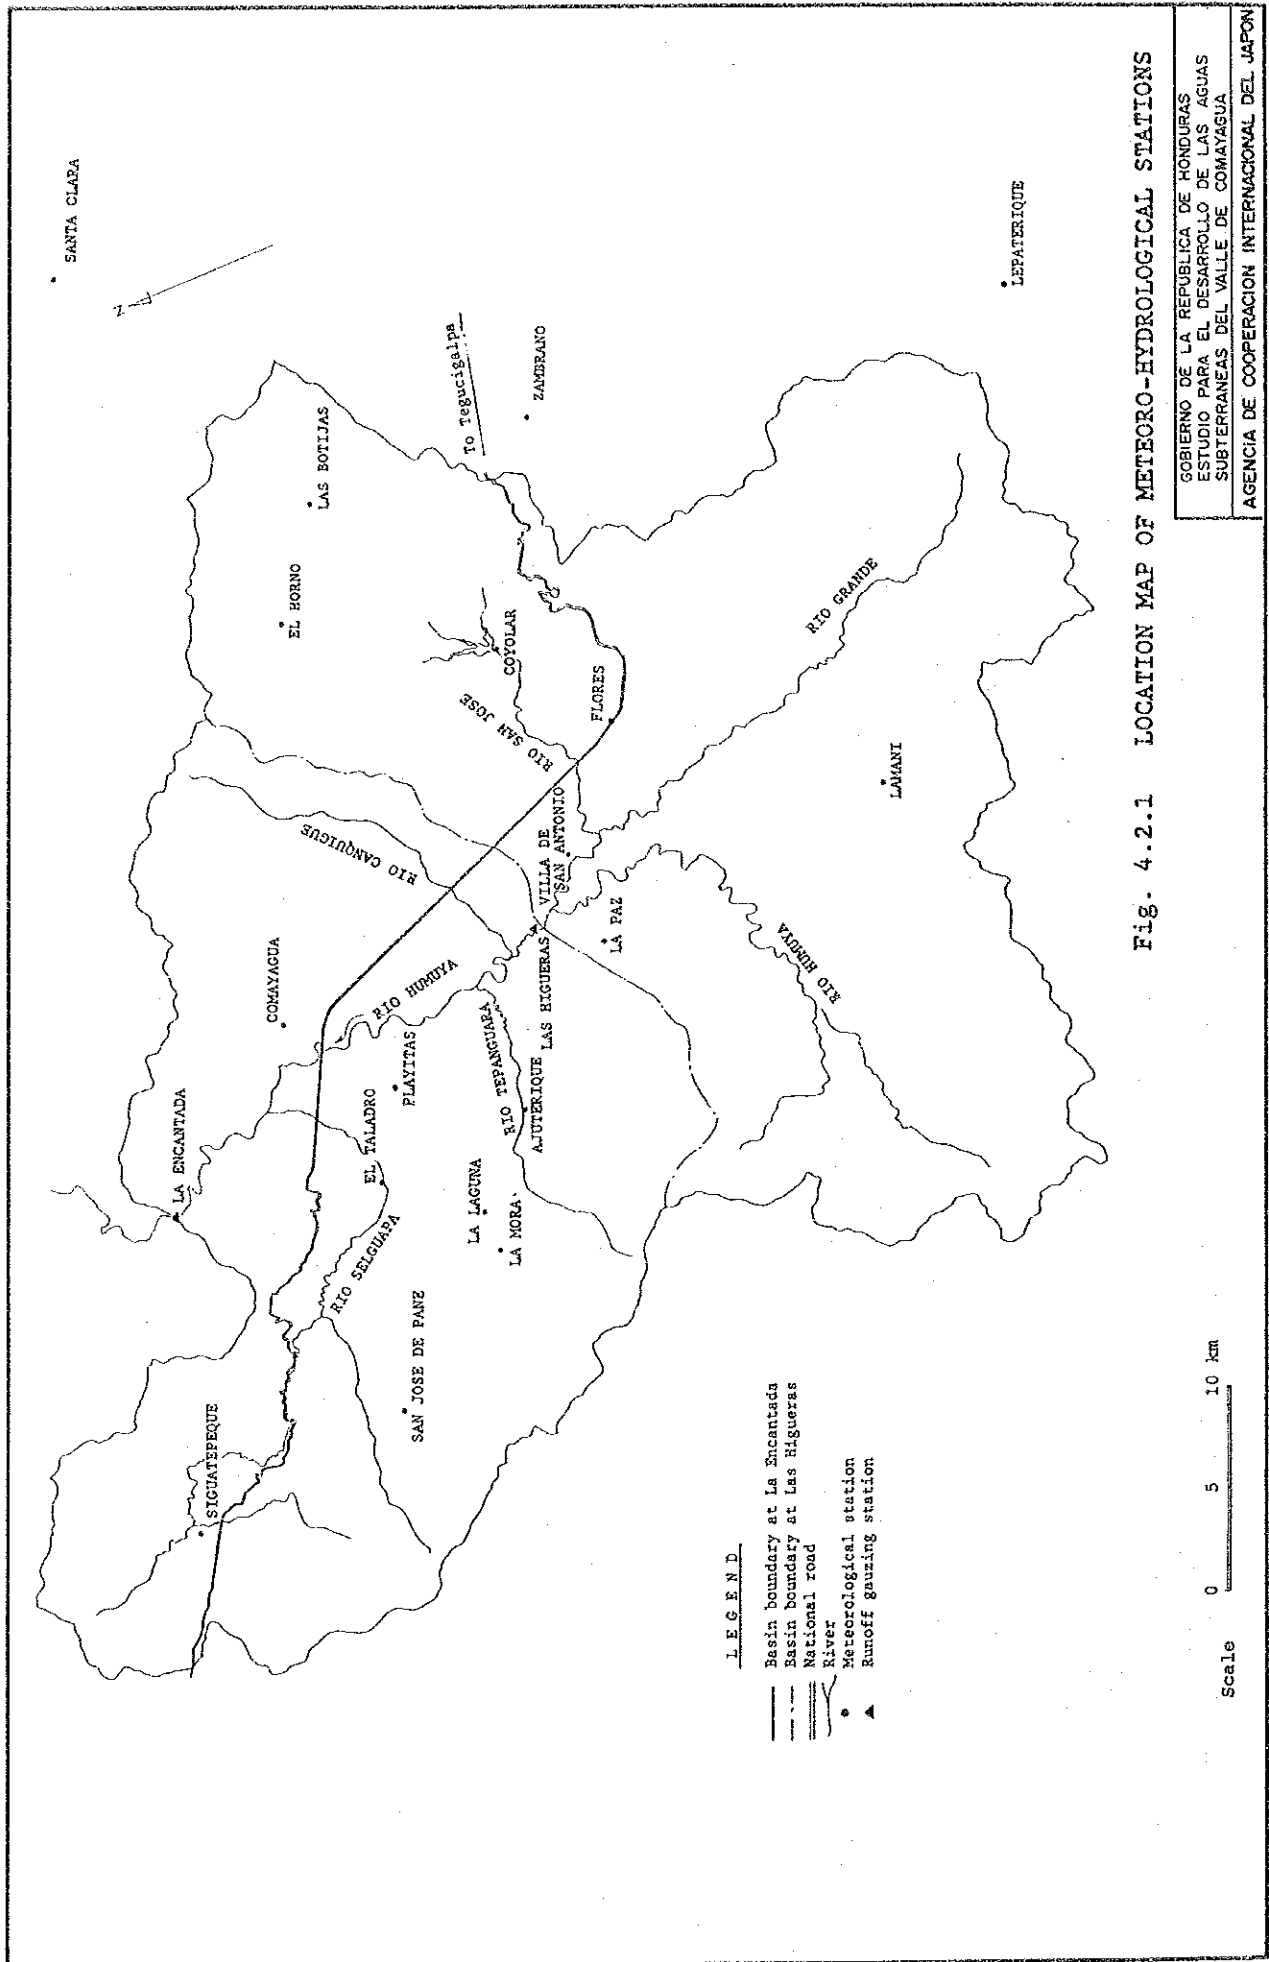 SANTA CLARA
N
To Tegucigalpa
ZAMBRANO
LEPATERIQUE
LAS BOTIJAS
EL HORNO
COYOLAR
RIO SAN JOSE
FLORES
RIO GRANDE
LAMANI
RIO CANQUIGUE
VILLA DE
SAN ANTONIO
LAS HIGUERAS
LA PAZ
RIO HUMUYA
COMAYAGUA
RIO HUMUYA
PLAYITAS
RIO TEPANGUARA
AJUTERIQUE
LA ENCANTADA
EL TALADRO
LA LAGUNA
LA MORA
RIO SELGUAPA
SAN JOSE DE PANE
SIGUATEPEQUE
LEGEND
Basin boundary at La Encantada
Basin boundary at Las Higueras
National road
River
Meteorological station
Runoff gauzing station
Scale
0 5 10 km
Fig. 4.2.1 LOCATION MAP OF METEORO-HYDROLOGICAL STATIONS
GOBIERNO DE LA REPUBLICA DE HONDURAS
ESTUDIO PARA EL DESARROLLO DE LAS AGUAS
SUBTERRANEAS DEL VALLE DE COMAYAGUA
AGENCIA DE COOPERACION INTERNACIONAL DEL JAPON